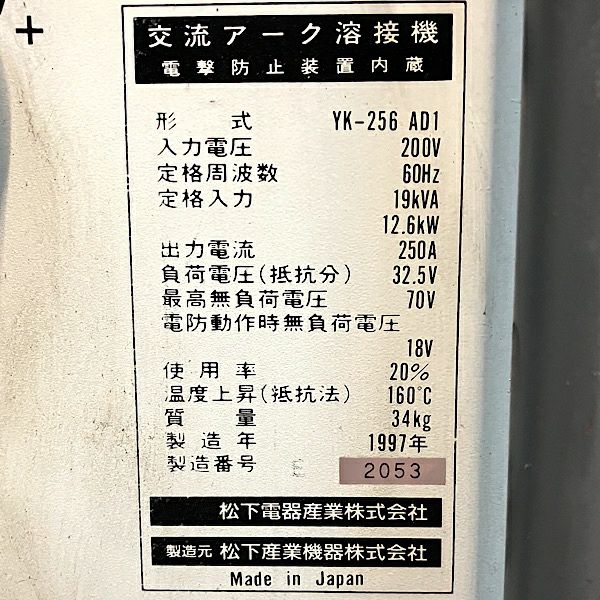 +
交流アーク溶接機
電撃防止装置内蔵
形式 YK-256 AD1
入力電圧 200V
定格周波数 60Hz
定格入力 19kVA
12.6kW
出力電流 250A
負荷電圧(抵抗分) 32.5V
最高無負荷電圧 70V
電防動作時無負荷電圧
18V
使用率 20%
温度上昇(抵抗法) 160℃
質量 34kg
製造年 1997年
製造番号 2053
松下電器産業株式会社
製造元 松下産業機器株式会社
Made in Japan